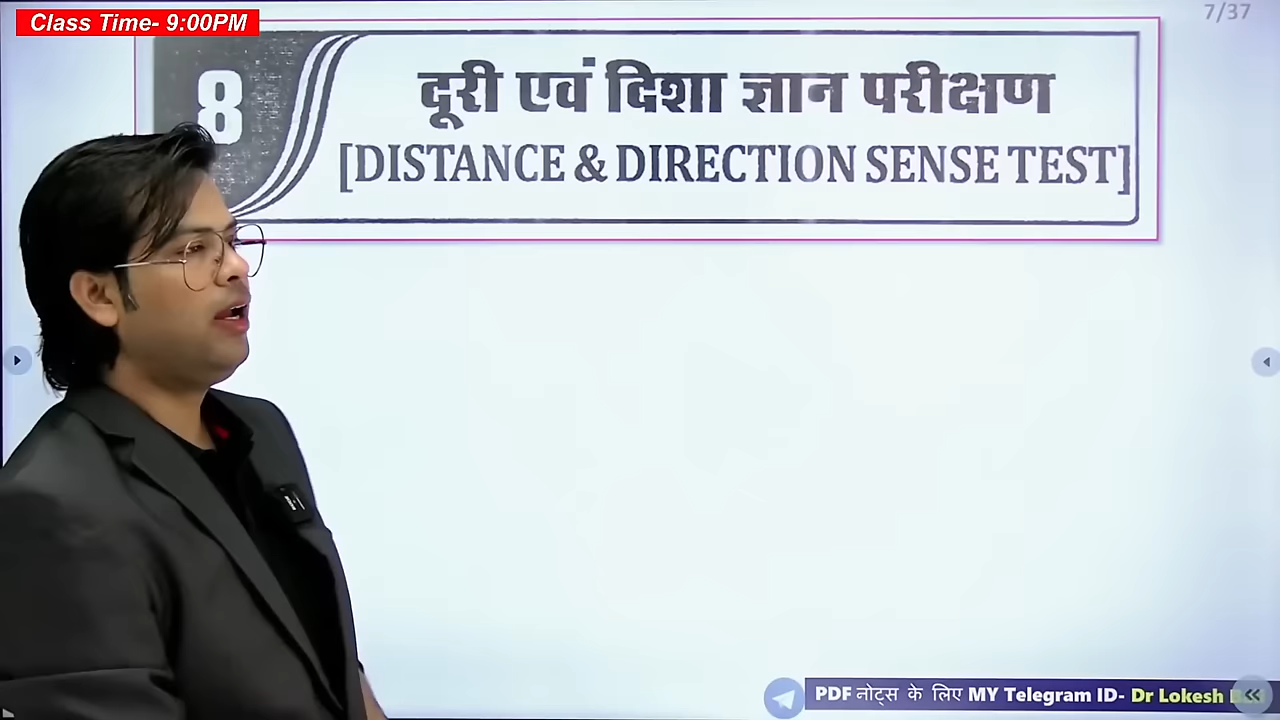 Class Time- 9:00PM
7/37
8
दूरी एवं दिशा ज्ञान परीक्षण
[DISTANCE & DIRECTION SENSE TEST]
PDF नोट्स के लिए MY Telegram ID- Dr Lokesh